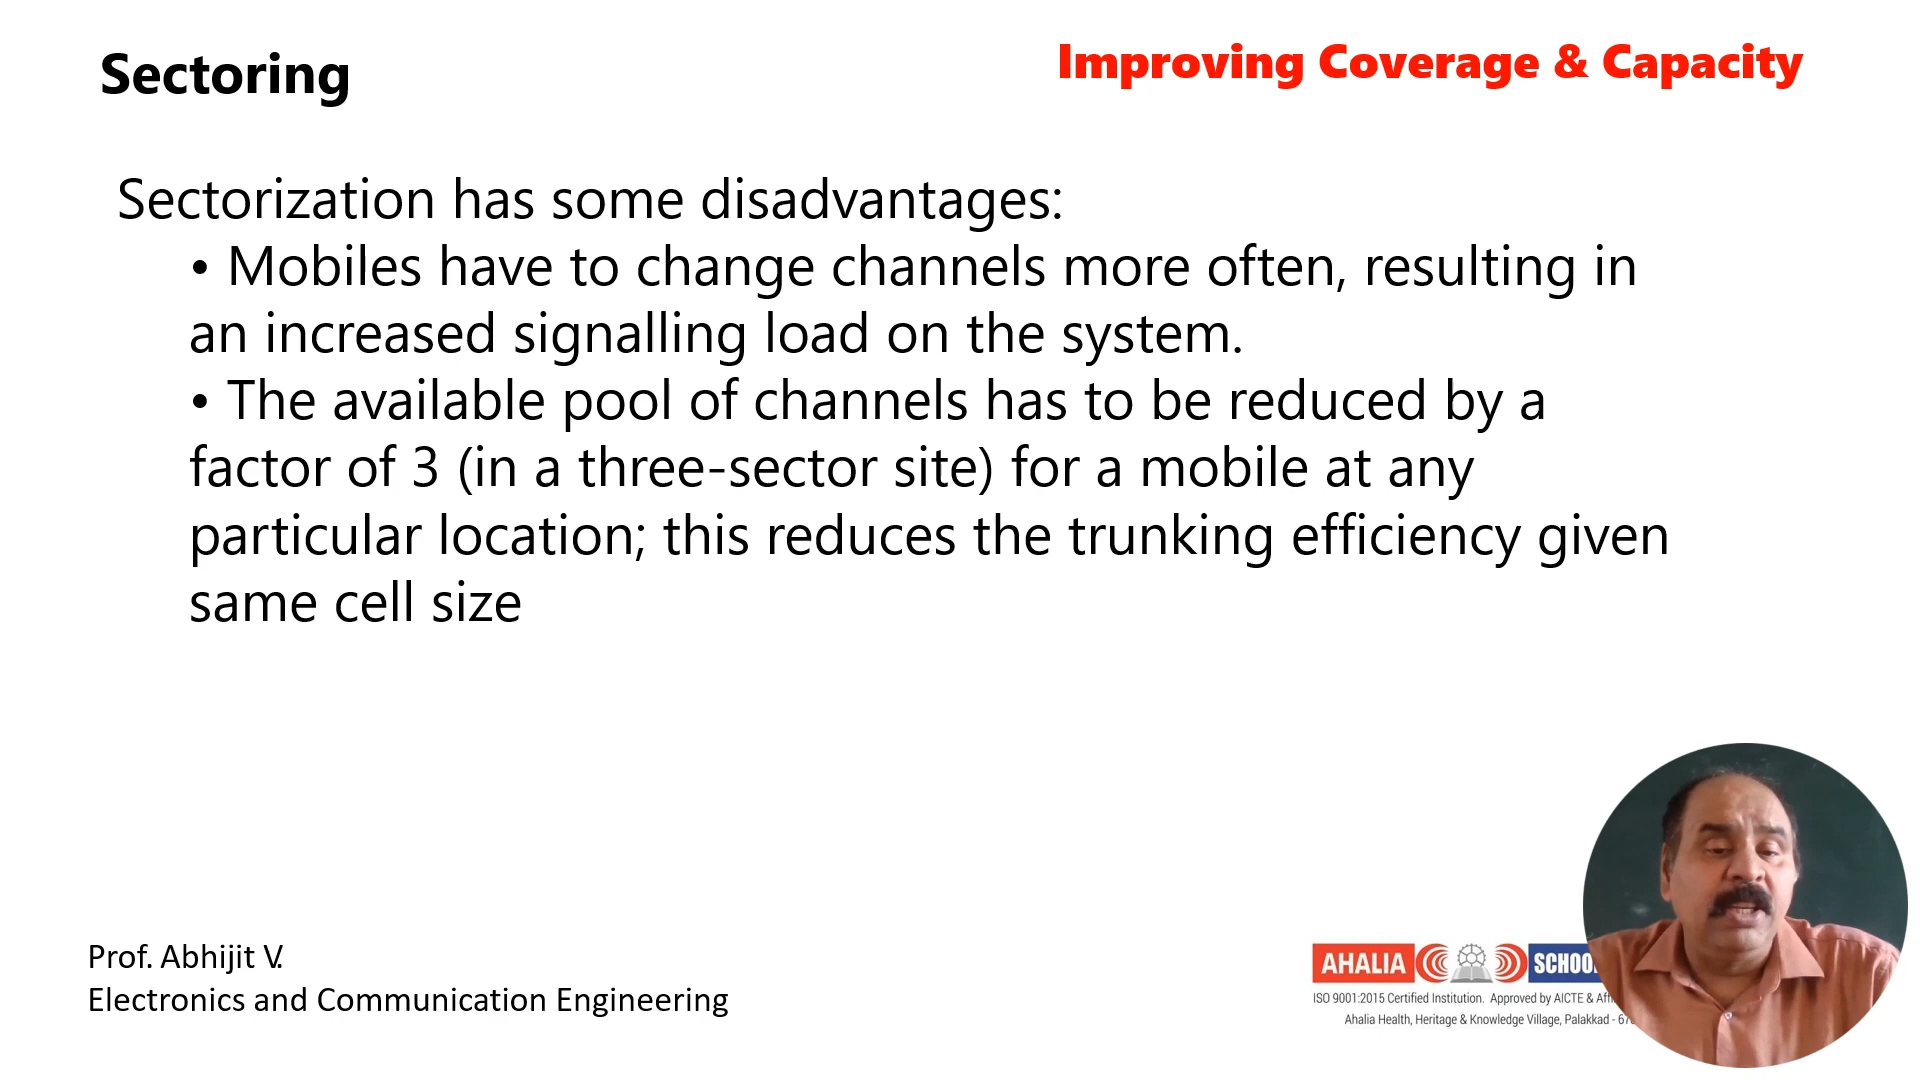 Sectoring
Improving Coverage & Capacity
Sectorization has some disadvantages:
• Mobiles have to change channels more often, resulting in
an increased signalling load on the system.
• The available pool of channels has to be reduced by a
factor of 3 (in a three-sector site) for a mobile at any
particular location; this reduces the trunking efficiency given
same cell size
Prof. Abhijit V.
Electronics and Communication Engineering
AHALIA SCHOO
ISO 9001:2015 Certified Institution. Approved by AICTE &
Ahalia Health, Heritage & Knowledge Village, Palakkad -